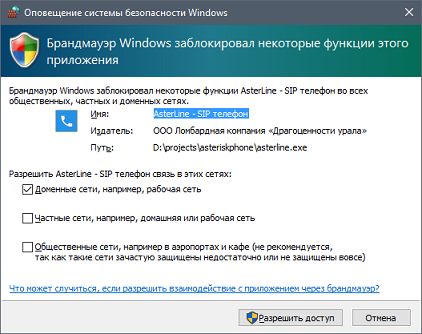 Оповещение системы безопасности Windows
Брандмауэр Windows заблокировал некоторые функции этого
приложения
Брандмауэр Windows заблокировал некоторые функции AsterLine - SIP телефон во всех
общественных, частных и доменных сетях.
Имя: AsterLine - SIP телефон
Издатель: ООО Ломбардная компания «Драгоценности урала»
Путь: D:\projects\asteriskphone\asterline.exe
Разрешить AsterLine - SIP телефон связь в этих сетях:
Доменные сети, например, рабочая сеть
Частные сети, например, домашняя или рабочая сеть
Общественные сети, например в аэропортах и кафе (не рекомендуется,
так как такие сети зачастую защищены недостаточно или не защищены вовсе)
Что может случиться, если разрешить взаимодействие с приложением через брандмауэр?
Разрешить доступ Отмена